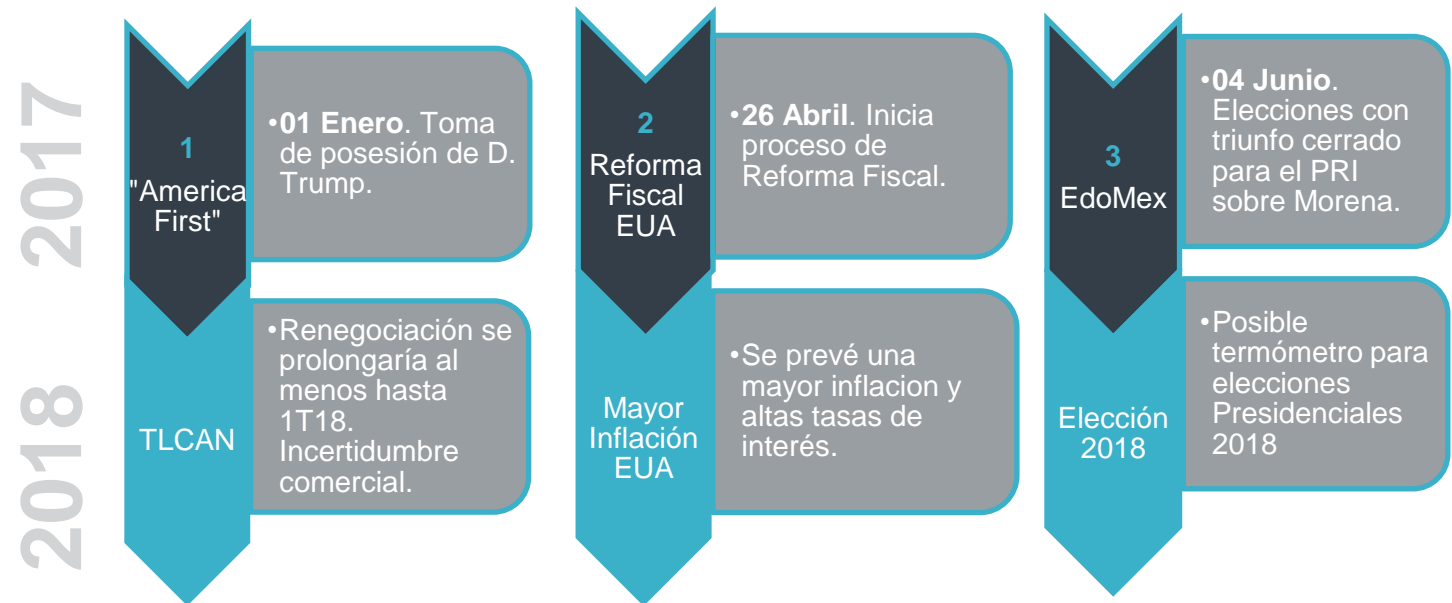 2017
1
"America
First"
•01 Enero. Toma
de posesión de D.
Trump.
2
Reforma
Fiscal
EUA
•26 Abril. Inicia
proceso de
Reforma Fiscal.
3
EdoMex
•04 Junio.
Elecciones con
triunfo cerrado
para el PRI
sobre Morena.
2018
TLCAN
•Renegociación se
prolongaría al
menos hasta
1T18.
Incertidumbre
comercial.
Mayor
Inflación
EUA
•Se prevé una
mayor inflacion y
altas tasas de
interés.
Elección
2018
•Posible
termómetro para
elecciones
Presidenciales
2018